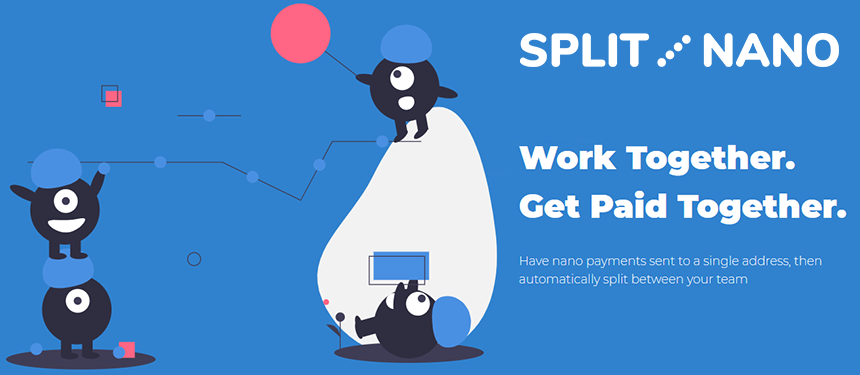 SPLIT NANO
Work Together.
Get Paid Together.
Have nano payments sent to a single address, then
automatically split between your team